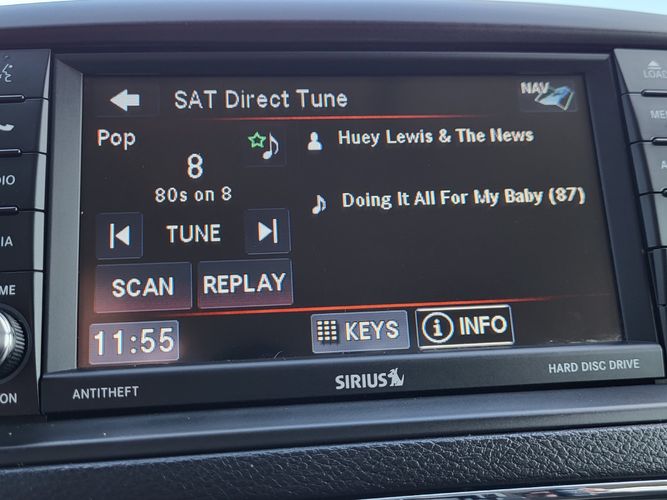 SAT Direct Tune
NAV
Pop
8
80s on 8
Huey Lewis & The News
Doing It All For My Baby (87)
TUNE
SCAN
REPLAY
11:55
KEYS
INFO
ANTITHEFT
SIRIUS
HARD DISC DRIVE
LOAD